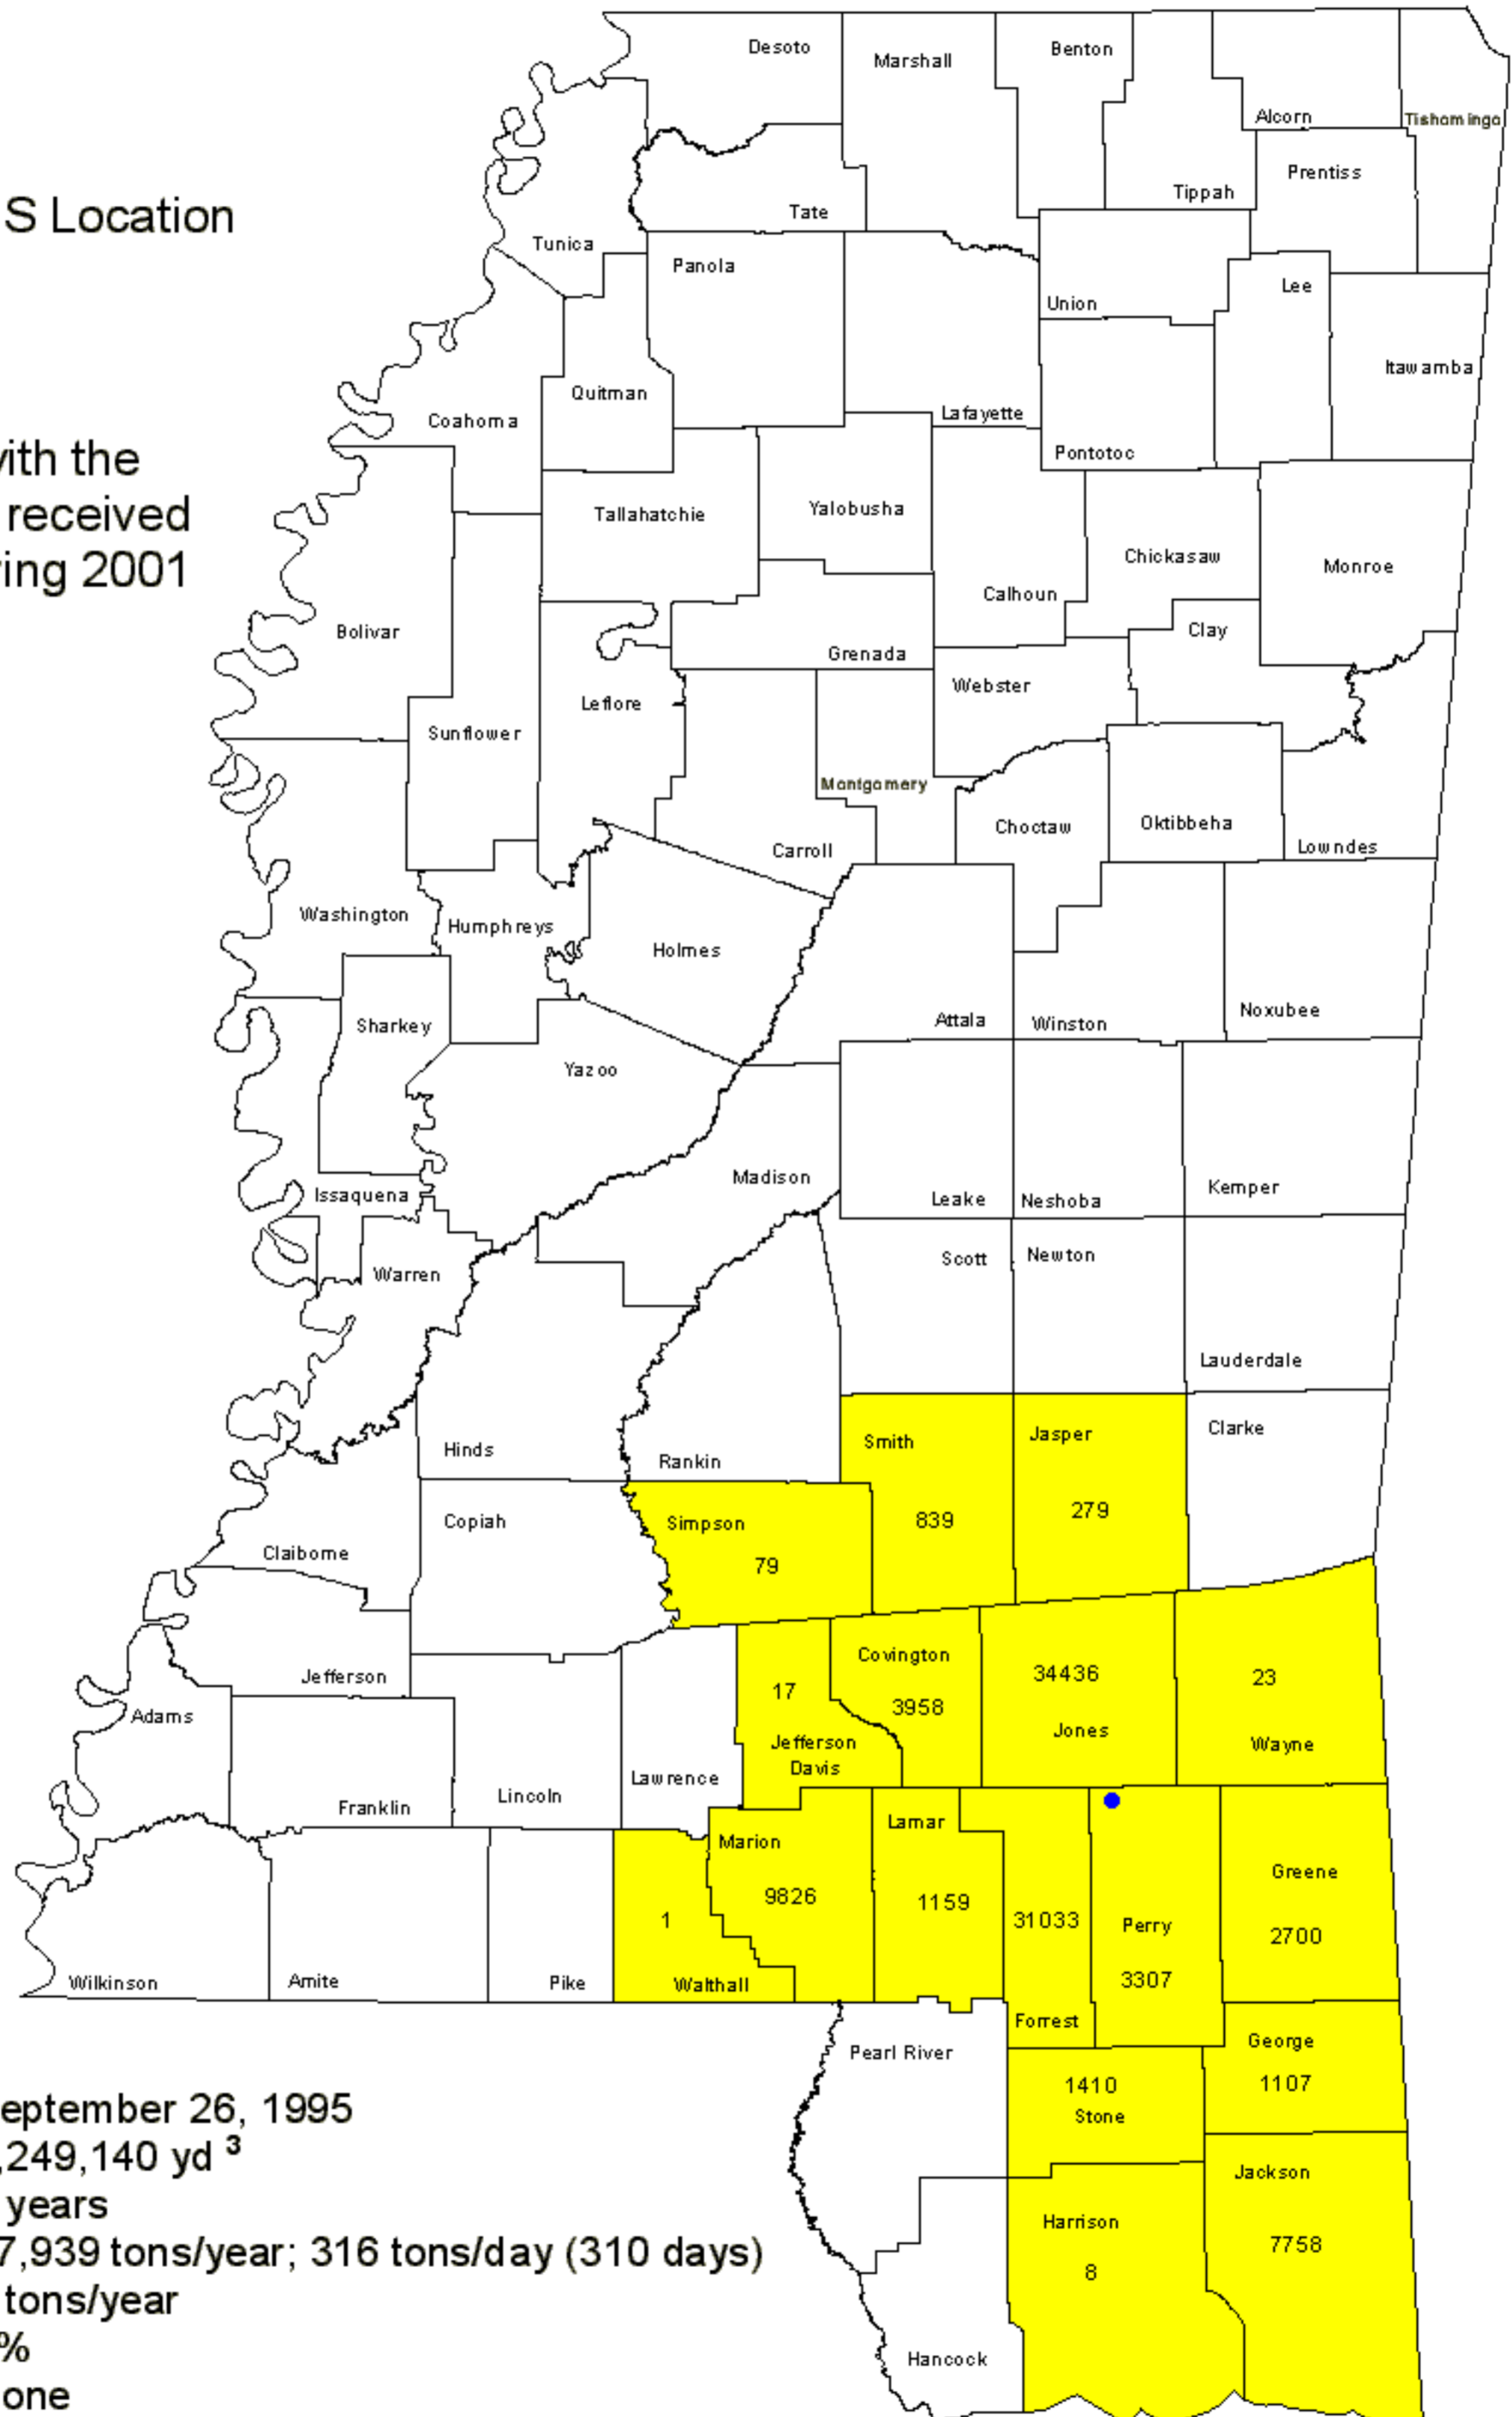 Desoto
Marshall
Benton
Alcorn
Tishomingo
Prentiss
Tippah
S Location
Tate
Tunica
Panola
Lee
Union
Itawamba
Quitman
Coahoma
Lafayette
Pontotoc
ith the
received
ing 2001
Tallahatchie
Yalobusha
Chickasaw
Monroe
Calhoun
Bolivar
Clay
Grenada
Webster
Leflore
Sunflower
Montgomery
Choctaw
Oktibbeha
Carroll
Lowndes
Washington
Humphreys
Holmes
Sharkey
Attala
Winston
Noxubee
Yazoo
Madison
Issaquena
Leake
Neshoba
Kemper
Warren
Scott
Newton
Lauderdale
Hinds
Rankin
Smith
839
Jasper
279
Clarke
Copiah
Simpson
79
Claiborne
Jefferson
Adams
17
Jefferson
Davis
Covington
3958
34436
Jones
23
Wayne
Franklin
Lincoln
Lawrence
Marion
9826
Lamar
1159
31033
Forrest
Perry
3307
Greene
2700
1
Walthall
Wilkinson
Amite
Pike
Pearl River
George
1107
1410
Stone
eptember 26, 1995
,249,140 yd ³
years
7,939 tons/year; 316 tons/day (310 days)
tons/year
%
one
Jackson
7758
Harrison
8
Hancock